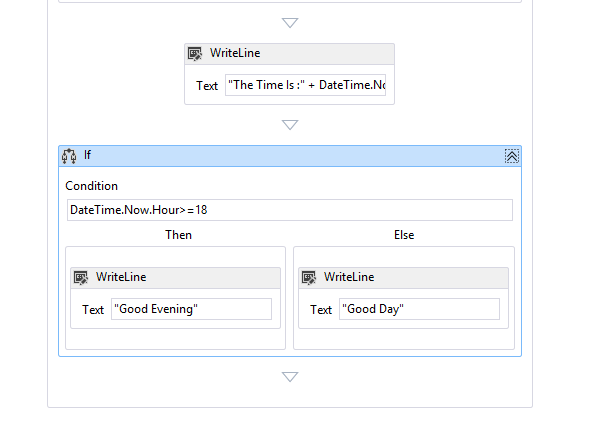 WriteLine
Text "The Time Is :" + DateTime.Nc
If
Condition
DateTime.Now.Hour>=18
Then Else
WriteLine WriteLine
Text "Good Evening" Text "Good Day"